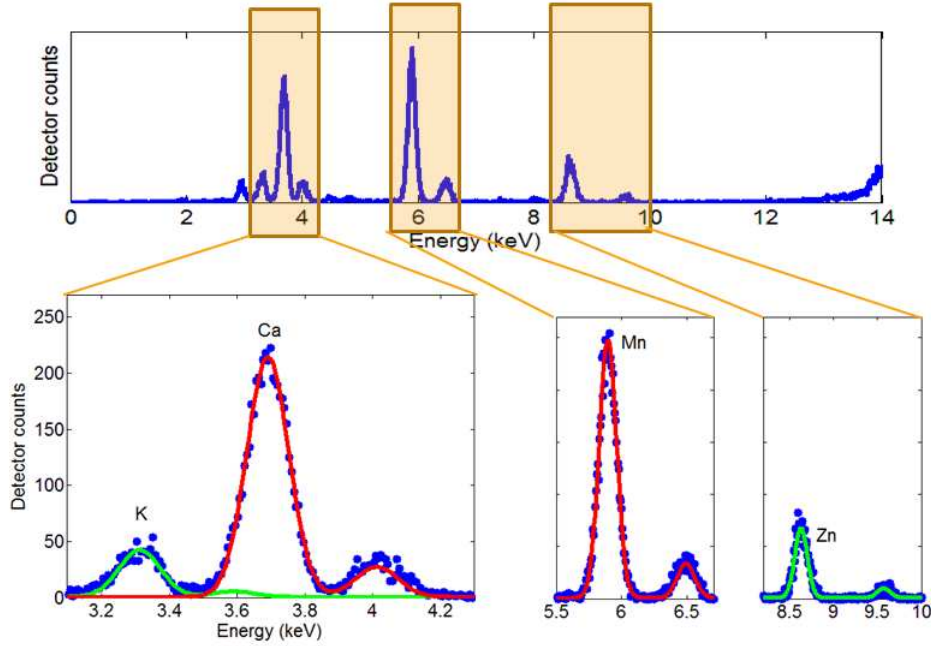 Detector counts
0 2 4 6 8 10 12 14
Energy (keV)
250
200
150
100
50
0
Detector counts
K
Ca
3.2 3.4 3.6 3.8 4 4.2
Energy (keV)
Mn
5.5 6 6.5
Zn
8.5 9 9.5 10